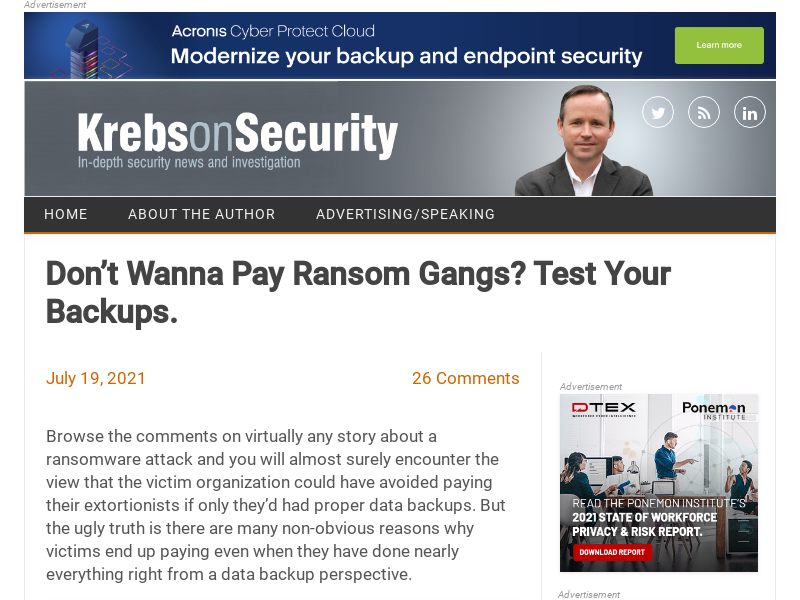 Advertisement
Acronis Cyber Protect Cloud
Modernize your backup and endpoint security
Learn more
KrebsonSecurity
In-depth security news and investigation
HOME
ABOUT THE AUTHOR
ADVERTISING/SPEAKING
Don’t Wanna Pay Ransom Gangs? Test Your
Backups.
July 19, 2021
26 Comments
Browse the comments on virtually any story about a
ransomware attack and you will almost surely encounter the
view that the victim organization could have avoided paying
their extortionists if only they’d had proper data backups. But
the ugly truth is there are many non-obvious reasons why
victims end up paying even when they have done nearly
everything right from a data backup perspective.
Advertisement
DTEX
WORKFORCE CYBER INTELLIGENCE
Ponemon
INSTITUTE
READ THE PONEMON INSTITUTE'S
2021 STATE OF WORKFORCE
PRIVACY & RISK REPORT.
DOWNLOAD REPORT
Advertisement